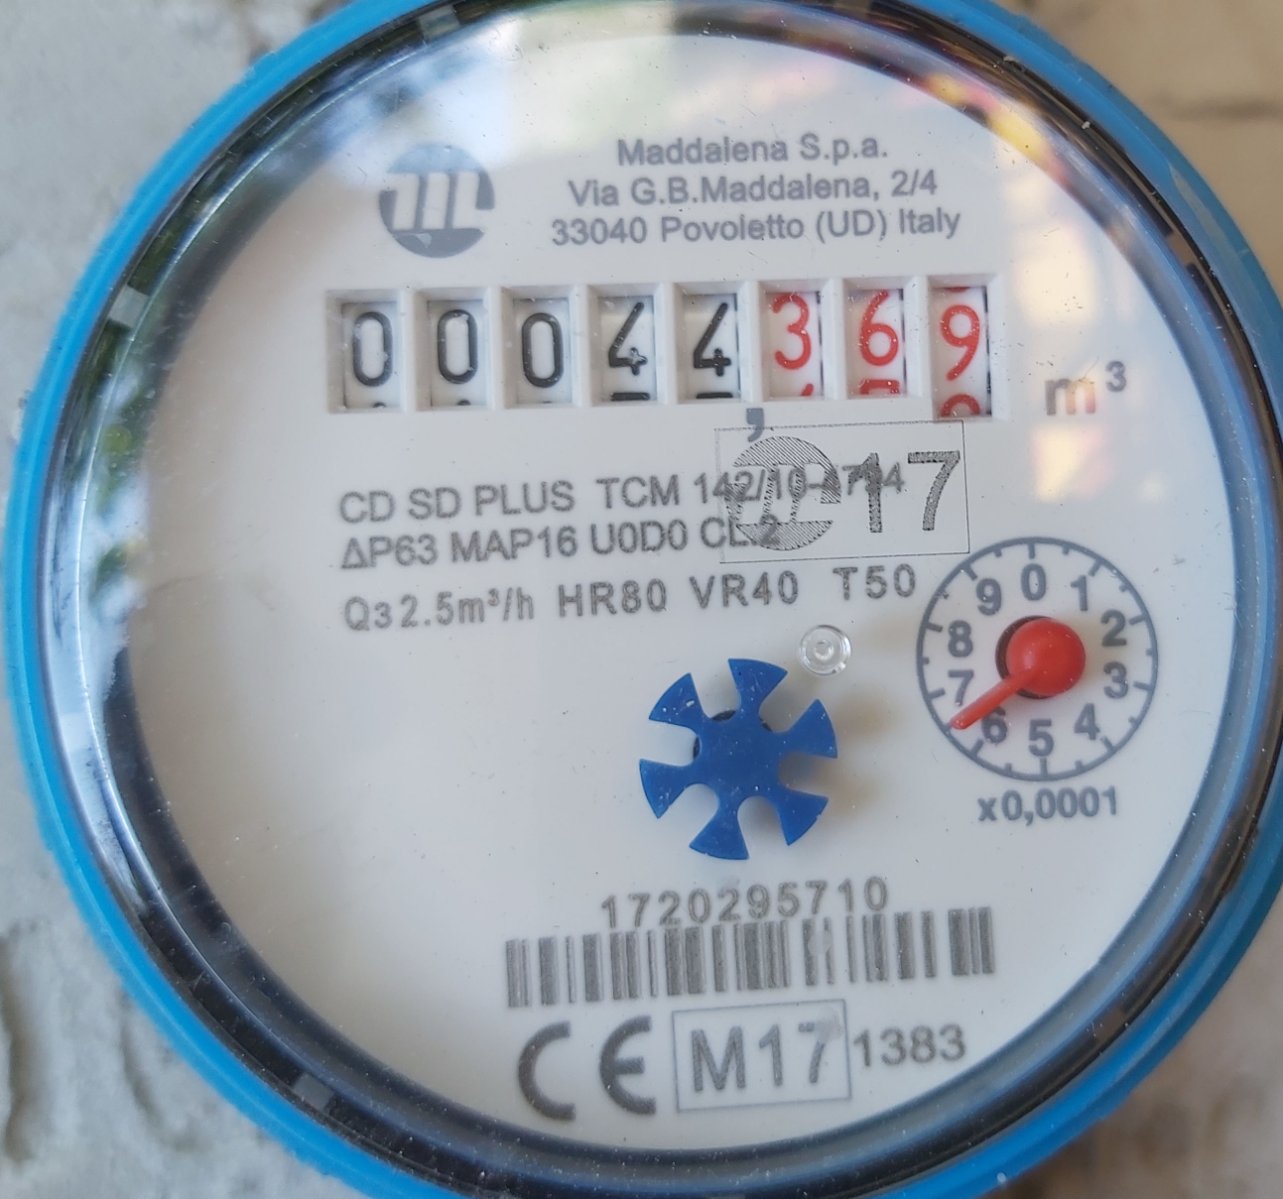 Maddalena S.p.a.
Via G.B.Maddalena, 2/4
33040 Povoletto (UD) Italy
00044369 m³
,
17
CD SD PLUS TCM
ΔP63 MAP16 U0D0 CL.2
Q3 2.5m³/h HR80 VR40 T50
0 1 2 3 4 5 6 7 8 9
x0,0001
1720295710
CE M17 1383